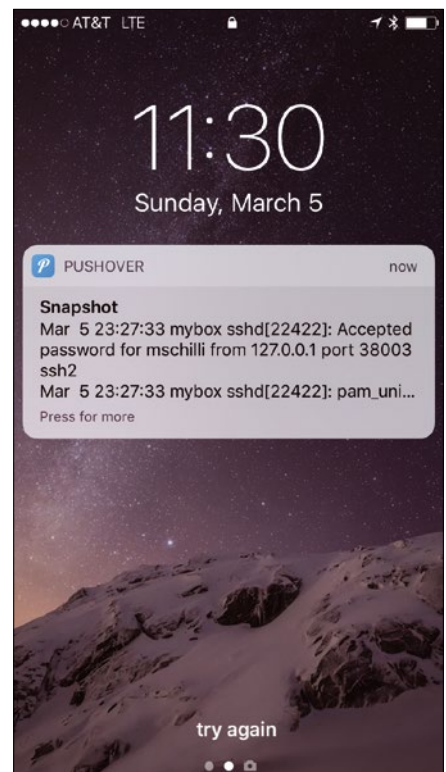 AT&T LTE
11:30
Sunday, March 5
PUSHOVER now
Snapshot
Mar 5 23:27:33 mybox sshd[22422]: Accepted
password for mschilli from 127.0.0.1 port 38003
ssh2
Mar 5 23:27:33 mybox sshd[22422]: pam_uni...
Press for more
try again